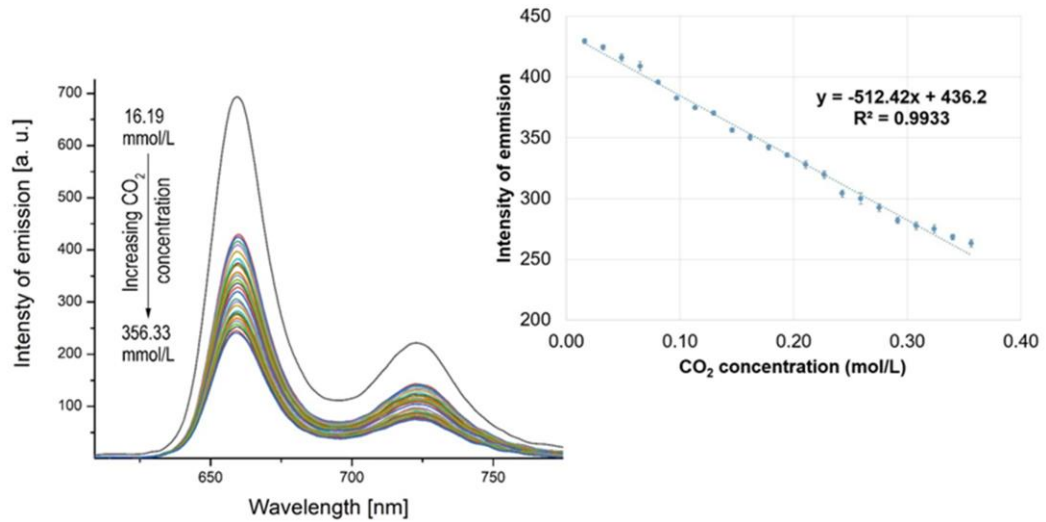 Intensty of emission [a. u.]
700
600
500
400
300
200
100
16.19
mmol/L
Increasing CO2
concentration
356.33
mmol/L
650
700
750
Wavelength [nm]
Intensity of emmision
450
400
350
300
250
200
y = -512.42x + 436.2
R² = 0.9933
0.00
0.10
0.20
0.30
0.40
CO2 concentration (mol/L)